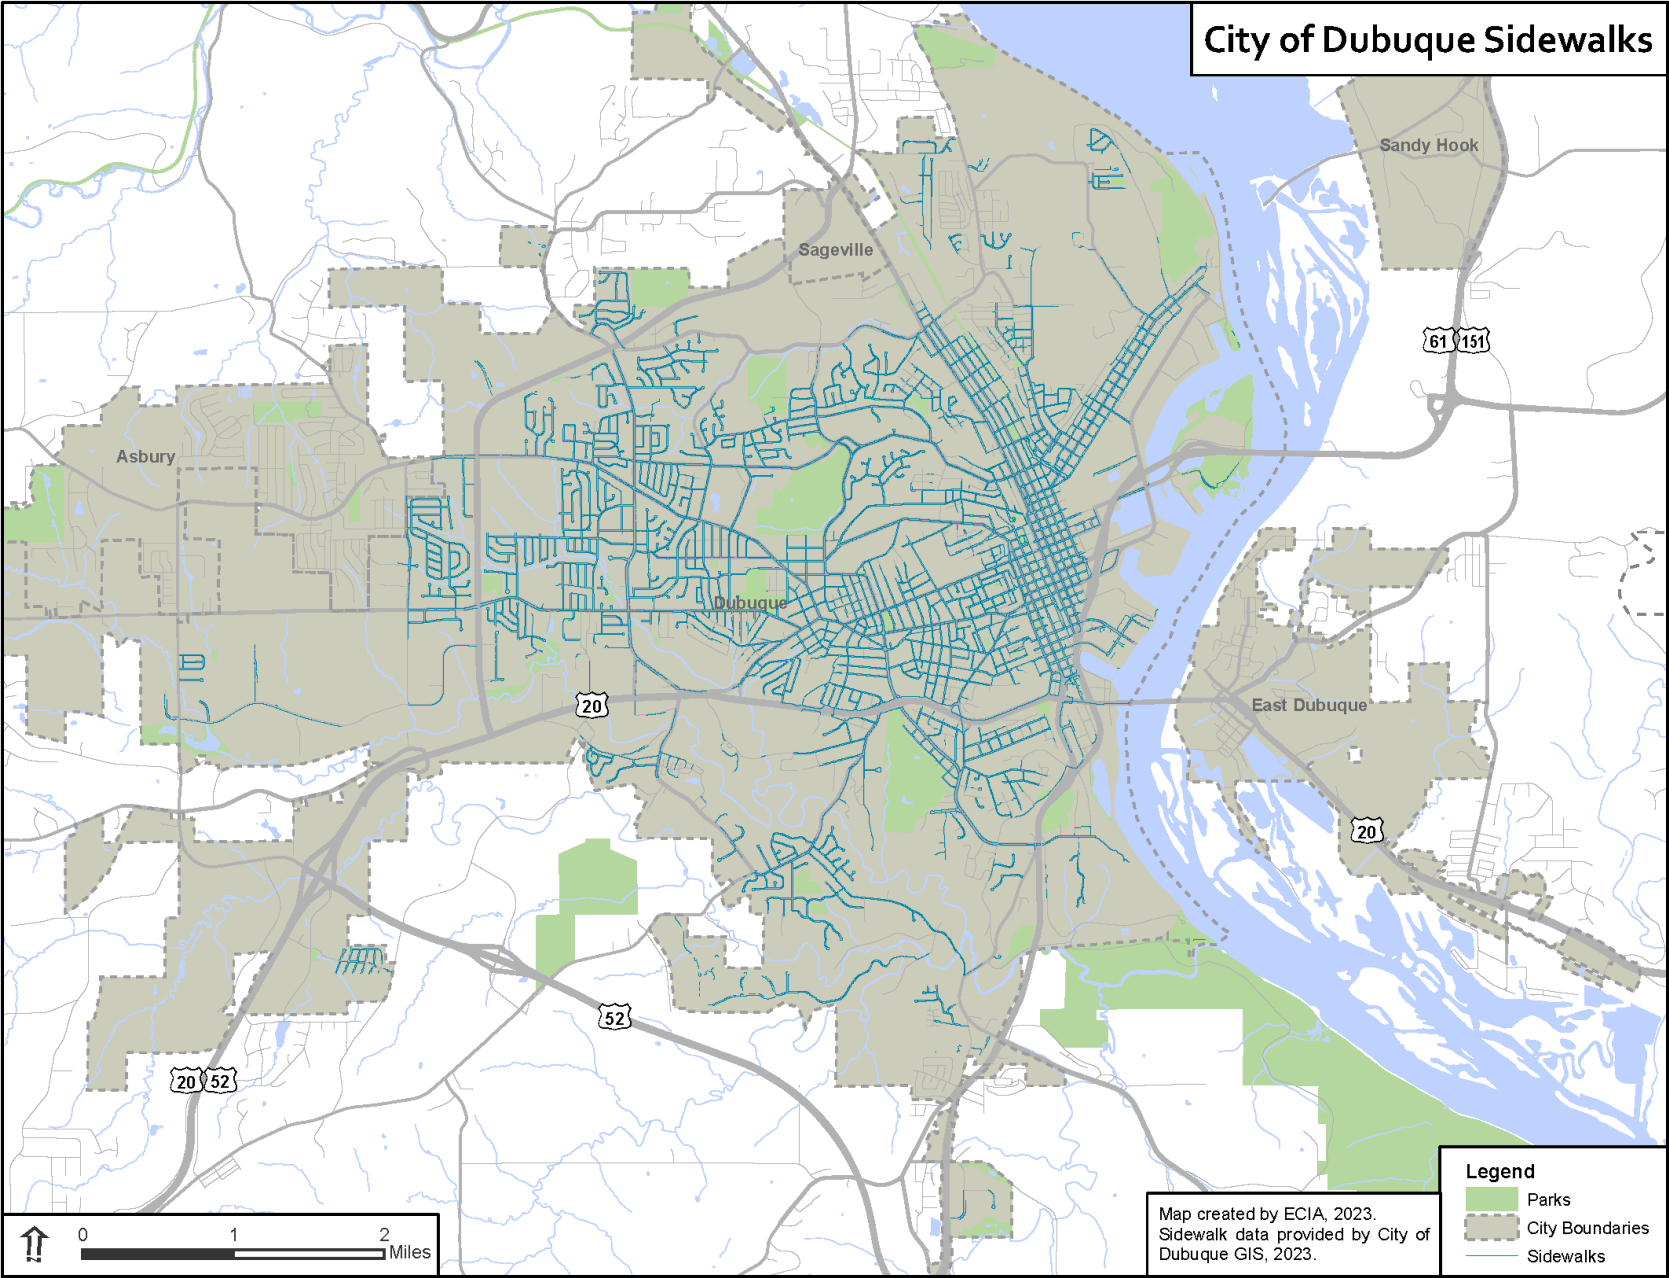 City of Dubuque Sidewalks
Sandy Hook
Sageville
61 151
Asbury
Dubuque
20
East Dubuque
20
52
20 52
Legend
Parks
City Boundaries
Sidewalks
Map created by ECIA, 2023.
Sidewalk data provided by City of
Dubuque GIS, 2023.
N
0 1 2
Miles